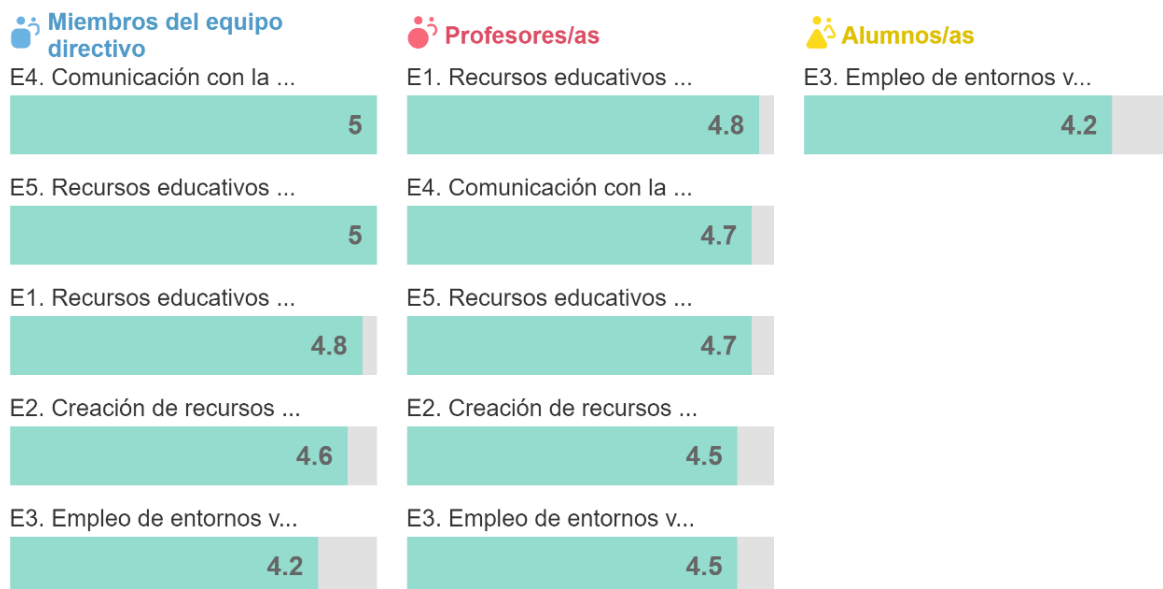 Miembros del equipo
directivo
E4. Comunicación con la ...
5
E5. Recursos educativos ...
5
E1. Recursos educativos ...
4.8
E2. Creación de recursos ...
4.6
E3. Empleo de entornos v...
4.2
Profesores/as
E1. Recursos educativos ...
4.8
E4. Comunicación con la ...
4.7
E5. Recursos educativos ...
4.7
E2. Creación de recursos ...
4.5
E3. Empleo de entornos v...
4.5
Alumnos/as
E3. Empleo de entornos v...
4.2